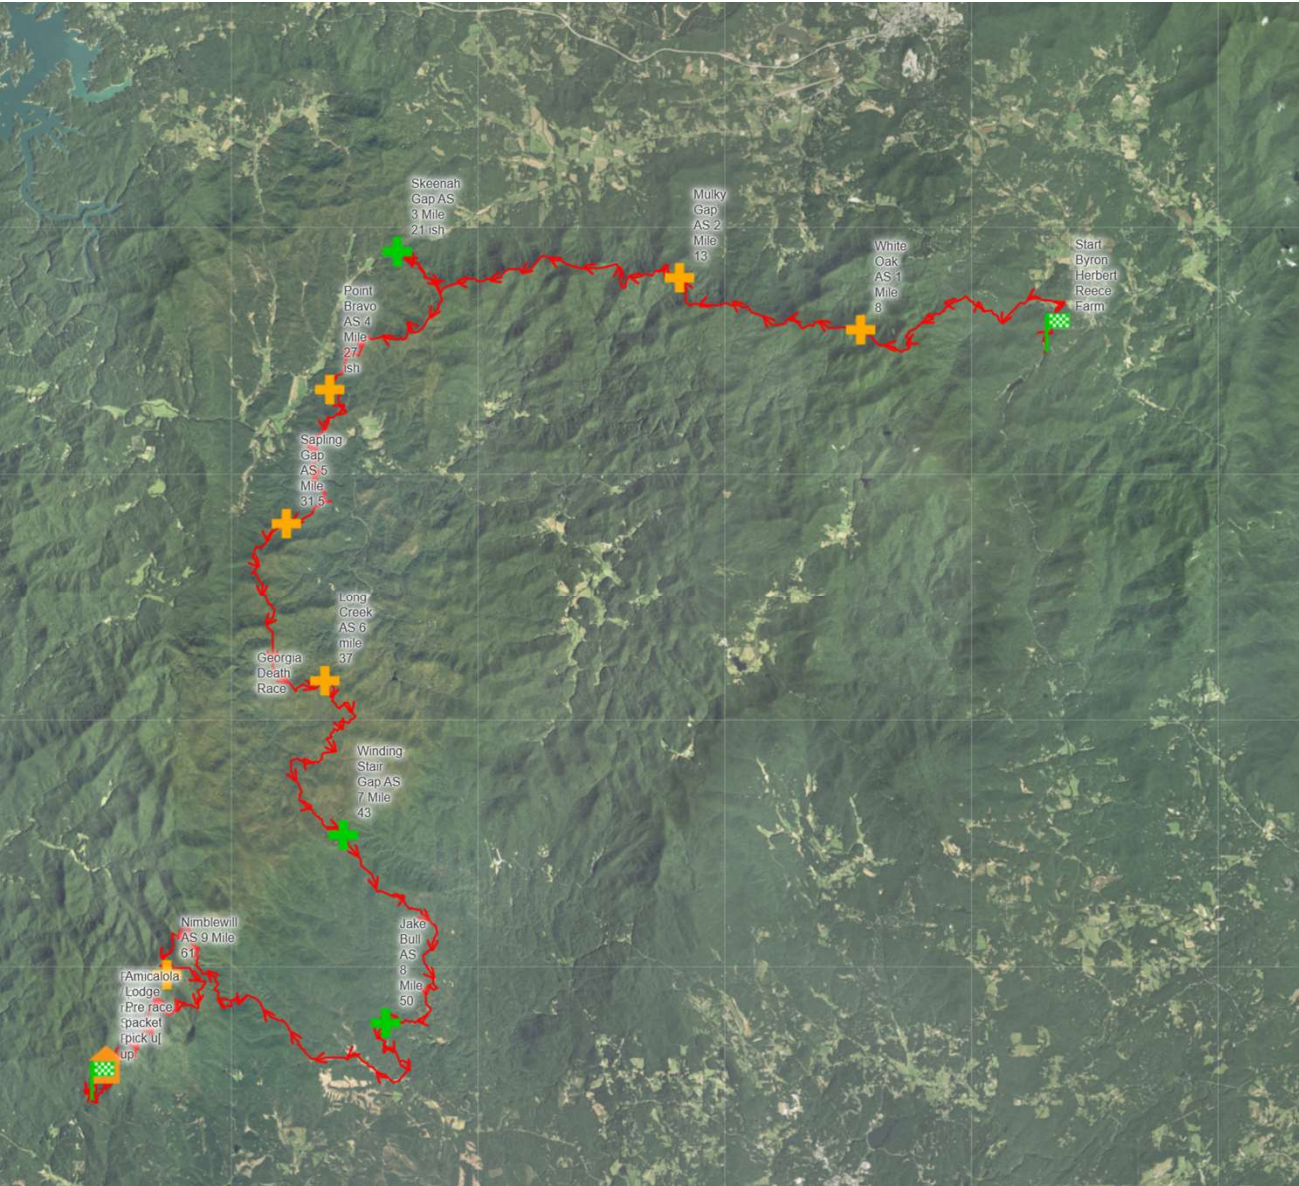 Skeenah
Gap AS
3 Mile
21 ish
Mulky
Gap
AS 2
Mile
13
White
Oak
AS 1
Mile
8
Start
Byron
Herbert
Reece
Farm
Point
Bravo
AS 4
Mile
27
ish
Sapling
Gap
AS 5
Mile
31.5
Long
Creek
AS 6
mile
37
Georgia
Death
Race
Winding
Stair
Gap AS
7 Mile
43
Jake
Bull
AS
8
Mile
50
Nimblewill
AS 9 Mile
61
Amicalola
Lodge
Pre race
packet
pick
up